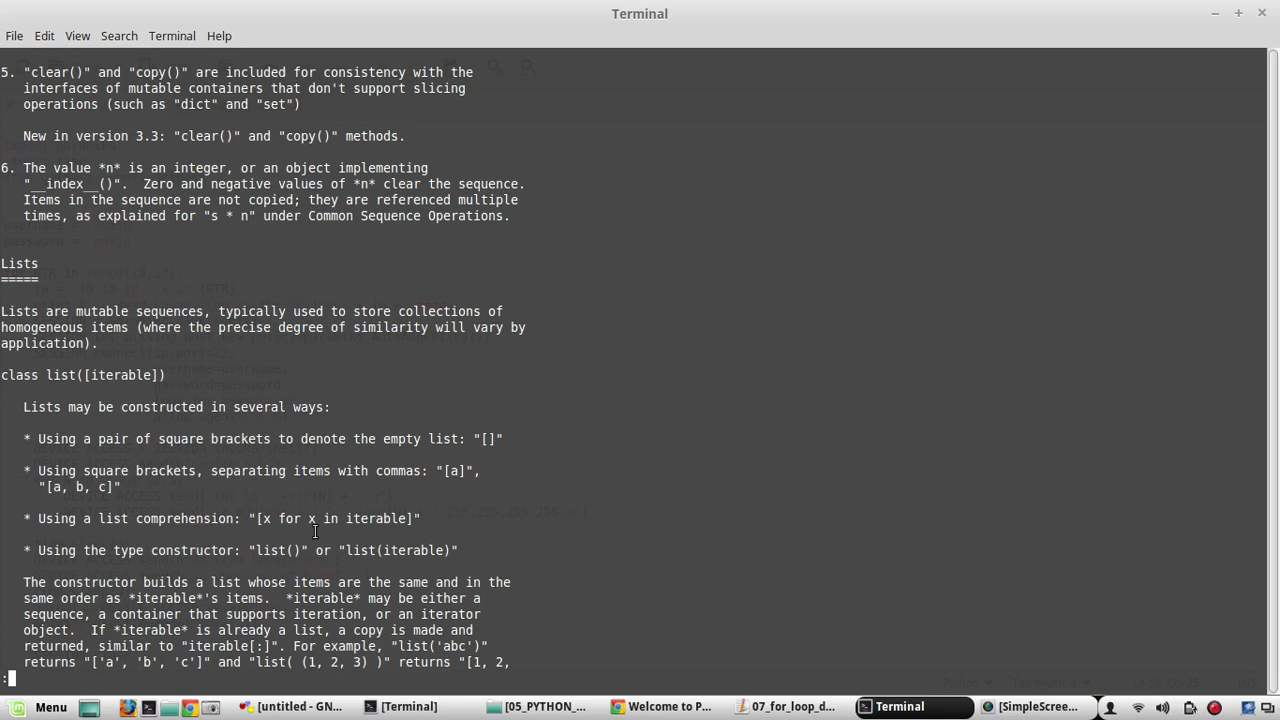 Terminal
File Edit View Search Terminal Help
5. "clear()" and "copy()" are included for consistency with the
interfaces of mutable containers that don't support slicing
operations (such as "dict" and "set")
New in version 3.3: "clear()" and "copy()" methods.
6. The value *n* is an integer, or an object implementing
"__index__()".  Zero and negative values of *n* clear the sequence.
Items in the sequence are not copied; they are referenced multiple
times, as explained for "s * n" under Common Sequence Operations.
Lists
=====
Lists are mutable sequences, typically used to store collections of
homogeneous items (where the precise degree of similarity will vary by
application).
class list([iterable])
Lists may be constructed in several ways:
* Using a pair of square brackets to denote the empty list: "[]"
* Using square brackets, separating items with commas: "[a]",
"[a, b, c]"
* Using a list comprehension: "[x for x in iterable]"
* Using the type constructor: "list()" or "list(iterable)"
The constructor builds a list whose items are the same and in the
same order as *iterable*'s items.  *iterable* may be either a
sequence, a container that supports iteration, or an iterator
object.  If *iterable* is already a list, a copy is made and
returned, similar to "iterable[:]". For example, "list('abc')"
returns "['a', 'b', 'c']" and "list( (1, 2, 3) )" returns "[1, 2,
:
Menu [untitled - GN... [Terminal] [05_PYTHON_... Welcome to P... 07_for_loop_d... Terminal [SimpleScreen...